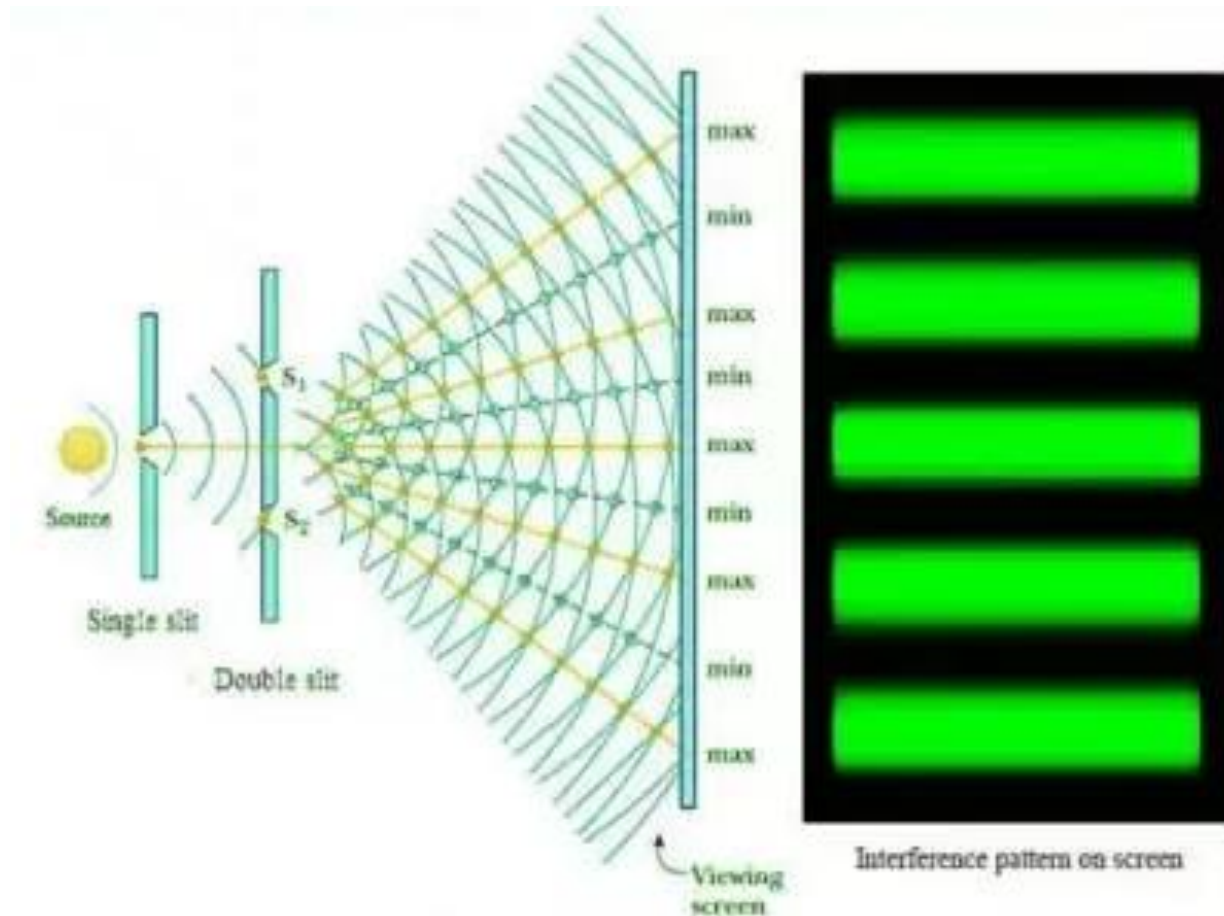 max
min
max
S1
min
max
Source
min
S2
max
Single slit
min
Double slit
max
Viewing
screen
Interference pattern on screen